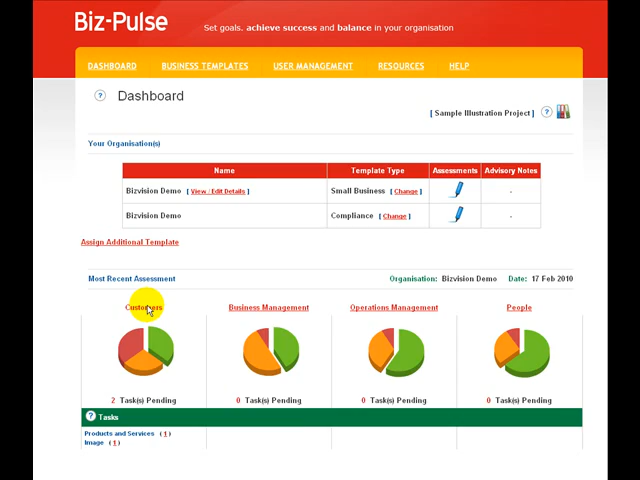 Biz-Pulse
Set goals. achieve success and balance in your organisation
DASHBOARD BUSINESS TEMPLATES USER MANAGEMENT RESOURCES HELP
? Dashboard
[ Sample Illustration Project ] ?
Your Organisation(s)
Name Template Type Assessments Advisory Notes
Bizvision Demo [ View / Edit Details ] Small Business [ Change ] -
Bizvision Demo Compliance [ Change ] -
Assign Additional Template
Most Recent Assessment Organisation: Bizvision Demo Date: 17 Feb 2010
Customers Business Management Operations Management People
2 Task(s) Pending 0 Task(s) Pending 0 Task(s) Pending 0 Task(s) Pending
? Tasks
Products and Services ( 1 )
Image ( 1 )